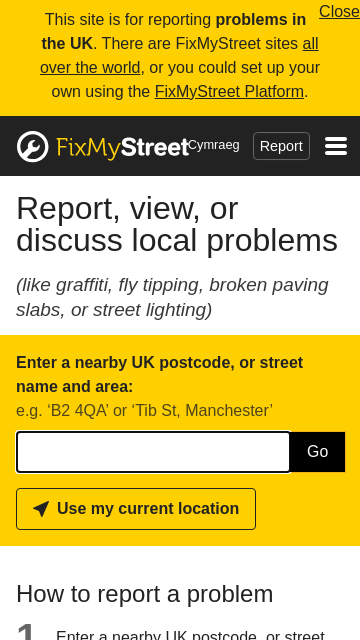 Close
This site is for reporting problems in
the UK. There are FixMyStreet sites all
over the world, or you could set up your
own using the FixMyStreet Platform.
FixMyStreet
Cymraeg
Report
Report, view, or
discuss local problems
(like graffiti, fly tipping, broken paving
slabs, or street lighting)
Enter a nearby UK postcode, or street
name and area:
e.g. ‘B2 4QA’ or ‘Tib St, Manchester’
Go
Use my current location
How to report a problem
1 Enter a nearby UK postcode, or street